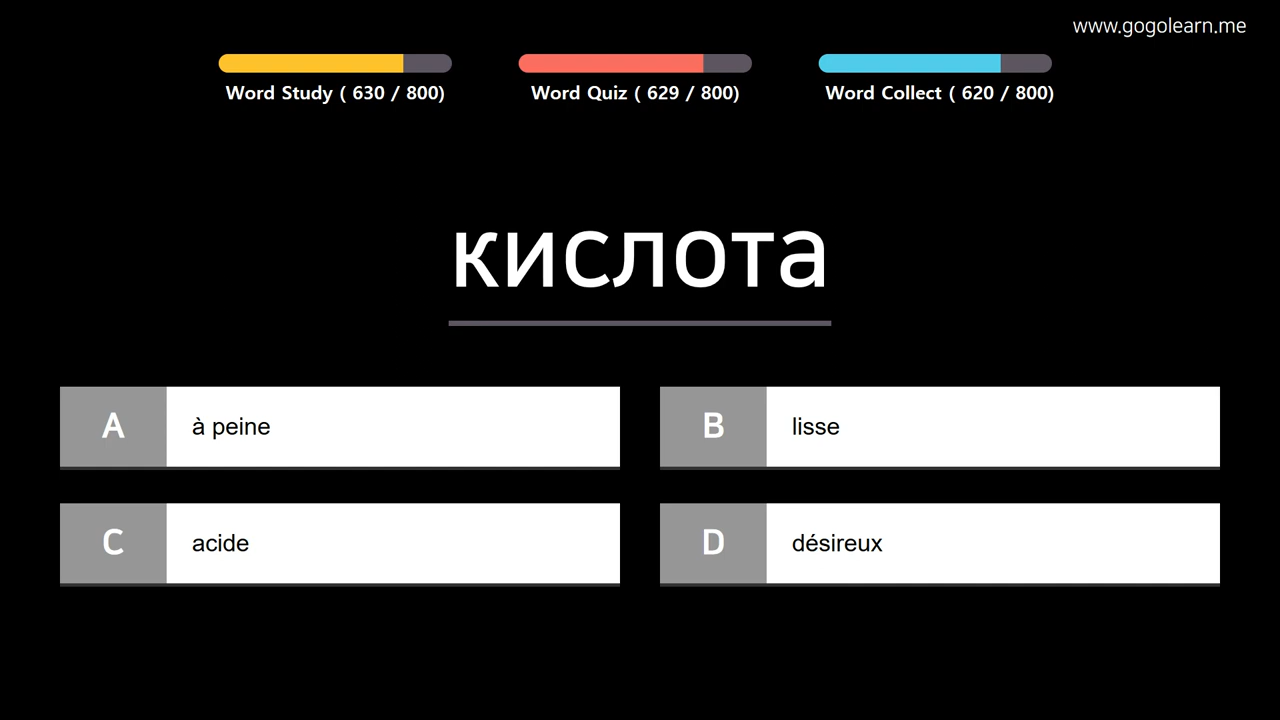 www.gogolearn.me
Word Study ( 630 / 800)
Word Quiz ( 629 / 800)
Word Collect ( 620 / 800)
кислота
A
à peine
B
lisse
C
acide
D
désireux